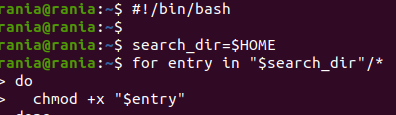 rania@rania:~$ #!/bin/bash
rania@rania:~$
rania@rania:~$ search_dir=$HOME
rania@rania:~$ for entry in "$search_dir"/*
> do
>   chmod +x "$entry"
> done